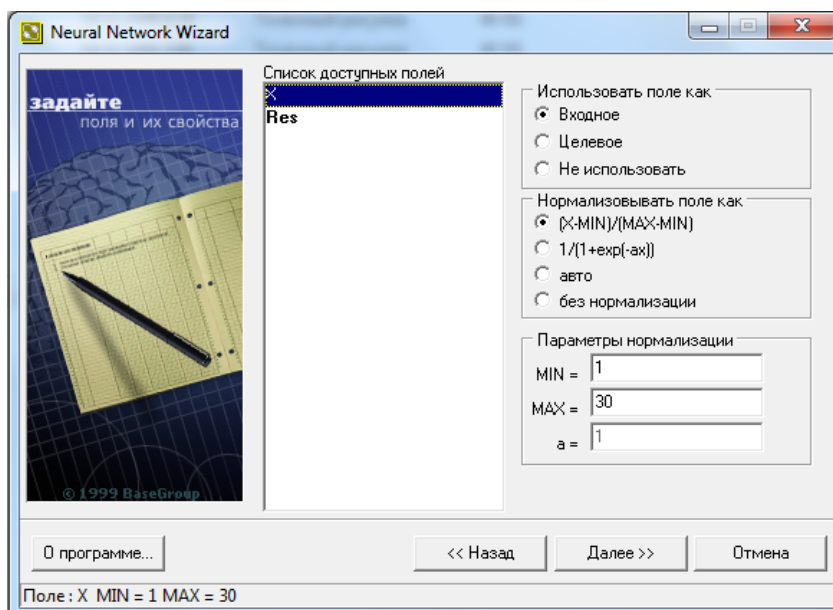 Neural Network Wizard
задайте
поля и их свойства
© 1999 BaseGroup
Список доступных полей
X
Res
Использовать поле как
Входное
Целевое
Не использовать
Нормализовывать поле как
(X-MIN)/(MAX-MIN)
1/(1+exp(-ax))
авто
без нормализации
Параметры нормализации
MIN = 1
MAX = 30
a = 1
О программе...
<< Назад
Далее >>
Отмена
Поле : X MIN = 1 MAX = 30